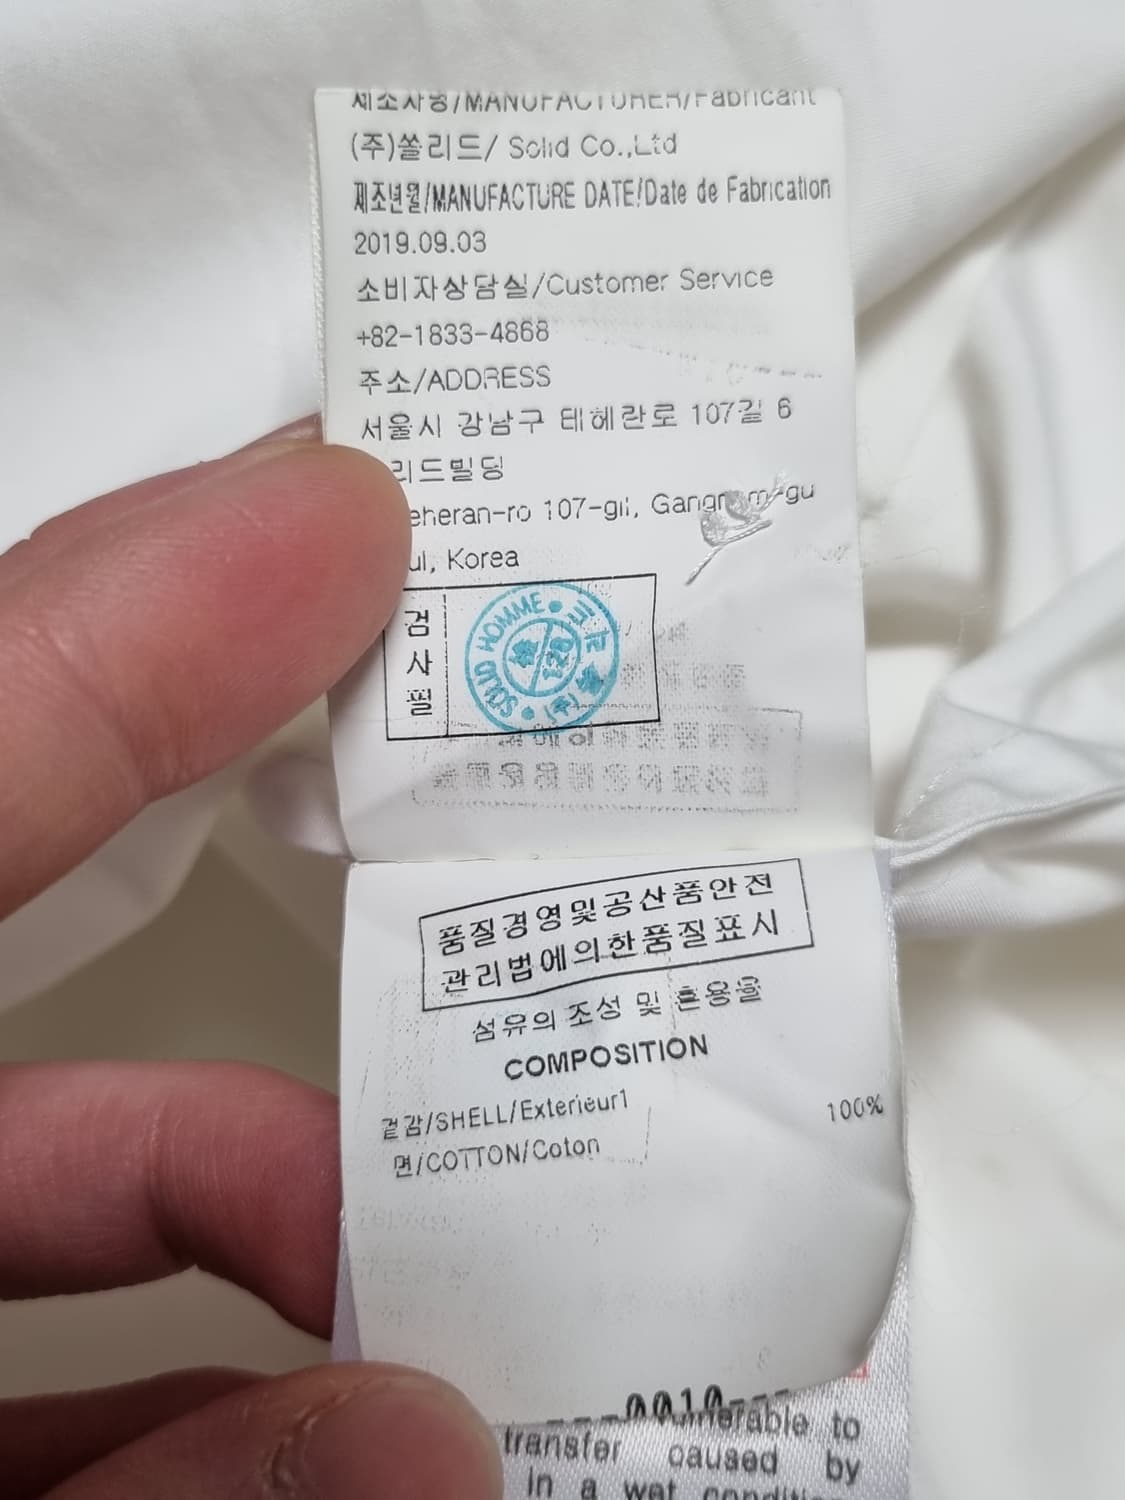 제조자명/MANUFACTURER/Fabricant
(주)쏠리드/ Solid Co.,Ltd
제조년월/MANUFACTURE DATE/Date de Fabrication
2019.09.03
소비자상담실/Customer Service
+82-1833-4868
주소/ADDRESS
서울시 강남구 테헤란로 107길 6
리드빌딩
eheran-ro 107-gil, Gangnam-gu
ul, Korea
검사필
SOLID HOMME
품질경영및공산품안전
관리법에의한품질표시
섬유의 조성 및 혼용율
COMPOSITION
겉감/SHELL/Exterieur1
면/COTTON/Coton 100%
---0010---
vulnerable to
transfer caused by
in a wet